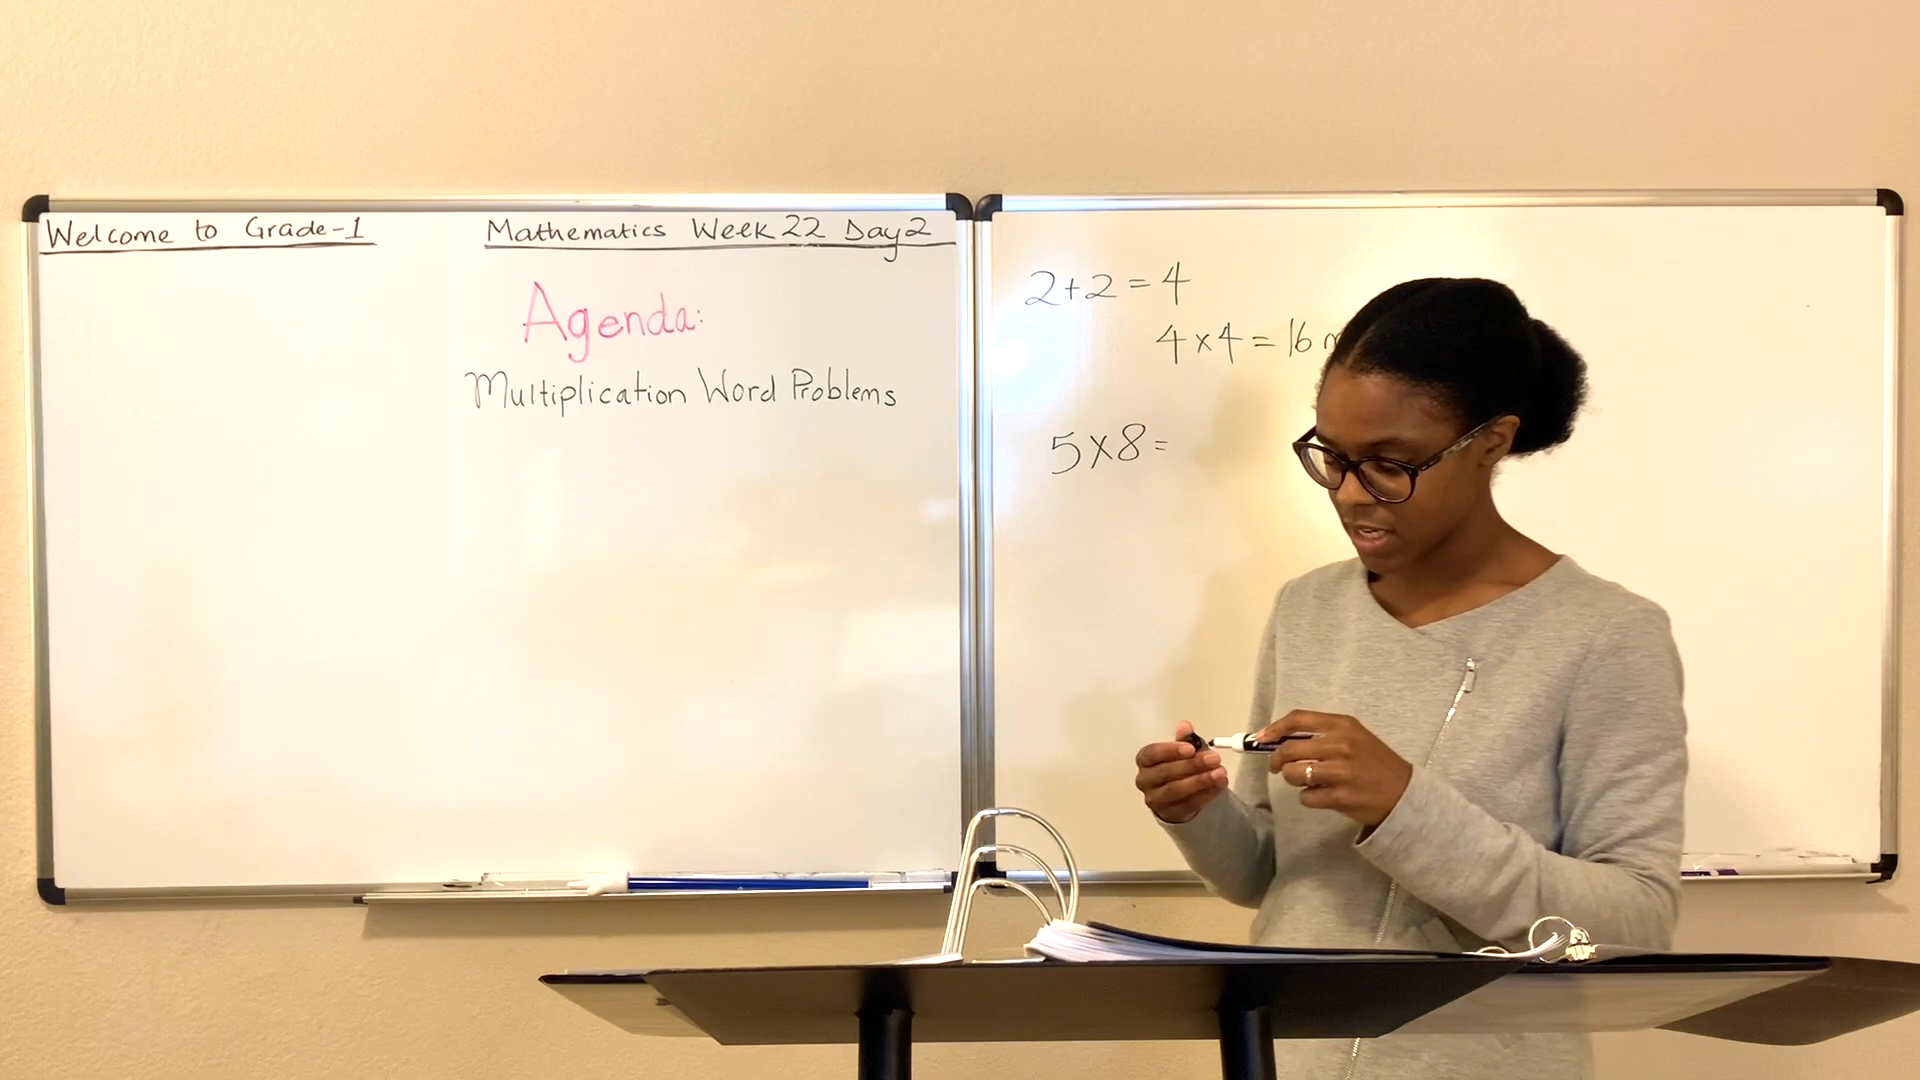 Welcome to Grade-1
Mathematics Week 22 Day 2
Agenda:
Multiplication Word Problems
2+2=4
4x4=16
5x8=